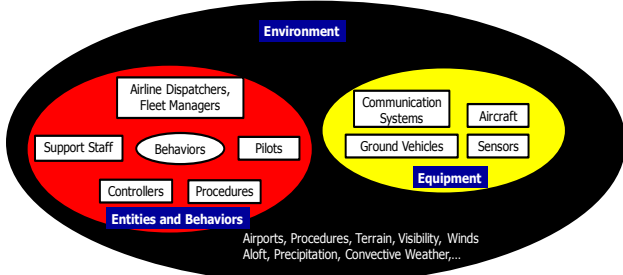 Environment
Airline Dispatchers,
Fleet Managers
Support Staff
Behaviors
Pilots
Controllers
Procedures
Entities and Behaviors
Communication
Systems
Aircraft
Ground Vehicles
Sensors
Equipment
Airports, Procedures, Terrain, Visibility, Winds
Aloft, Precipitation, Convective Weather,...